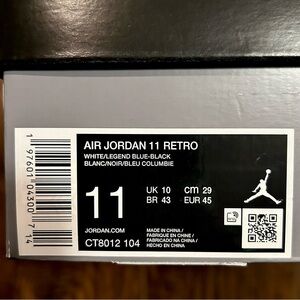 AIR JORDAN 11 RETRO
WHITE/LEGEND BLUE-BLACK
BLANC/NOIR/BLEU COLUMBIE
11
UK 10 CM 29
BR 43 EUR 45
JORDAN.COM
CT8012 104
MADE IN CHINA /
FABRIQUÉ EN CHINE /
FABRICADO NA CHINA /
HECHO EN CHINA
1 97601 04300 7 14